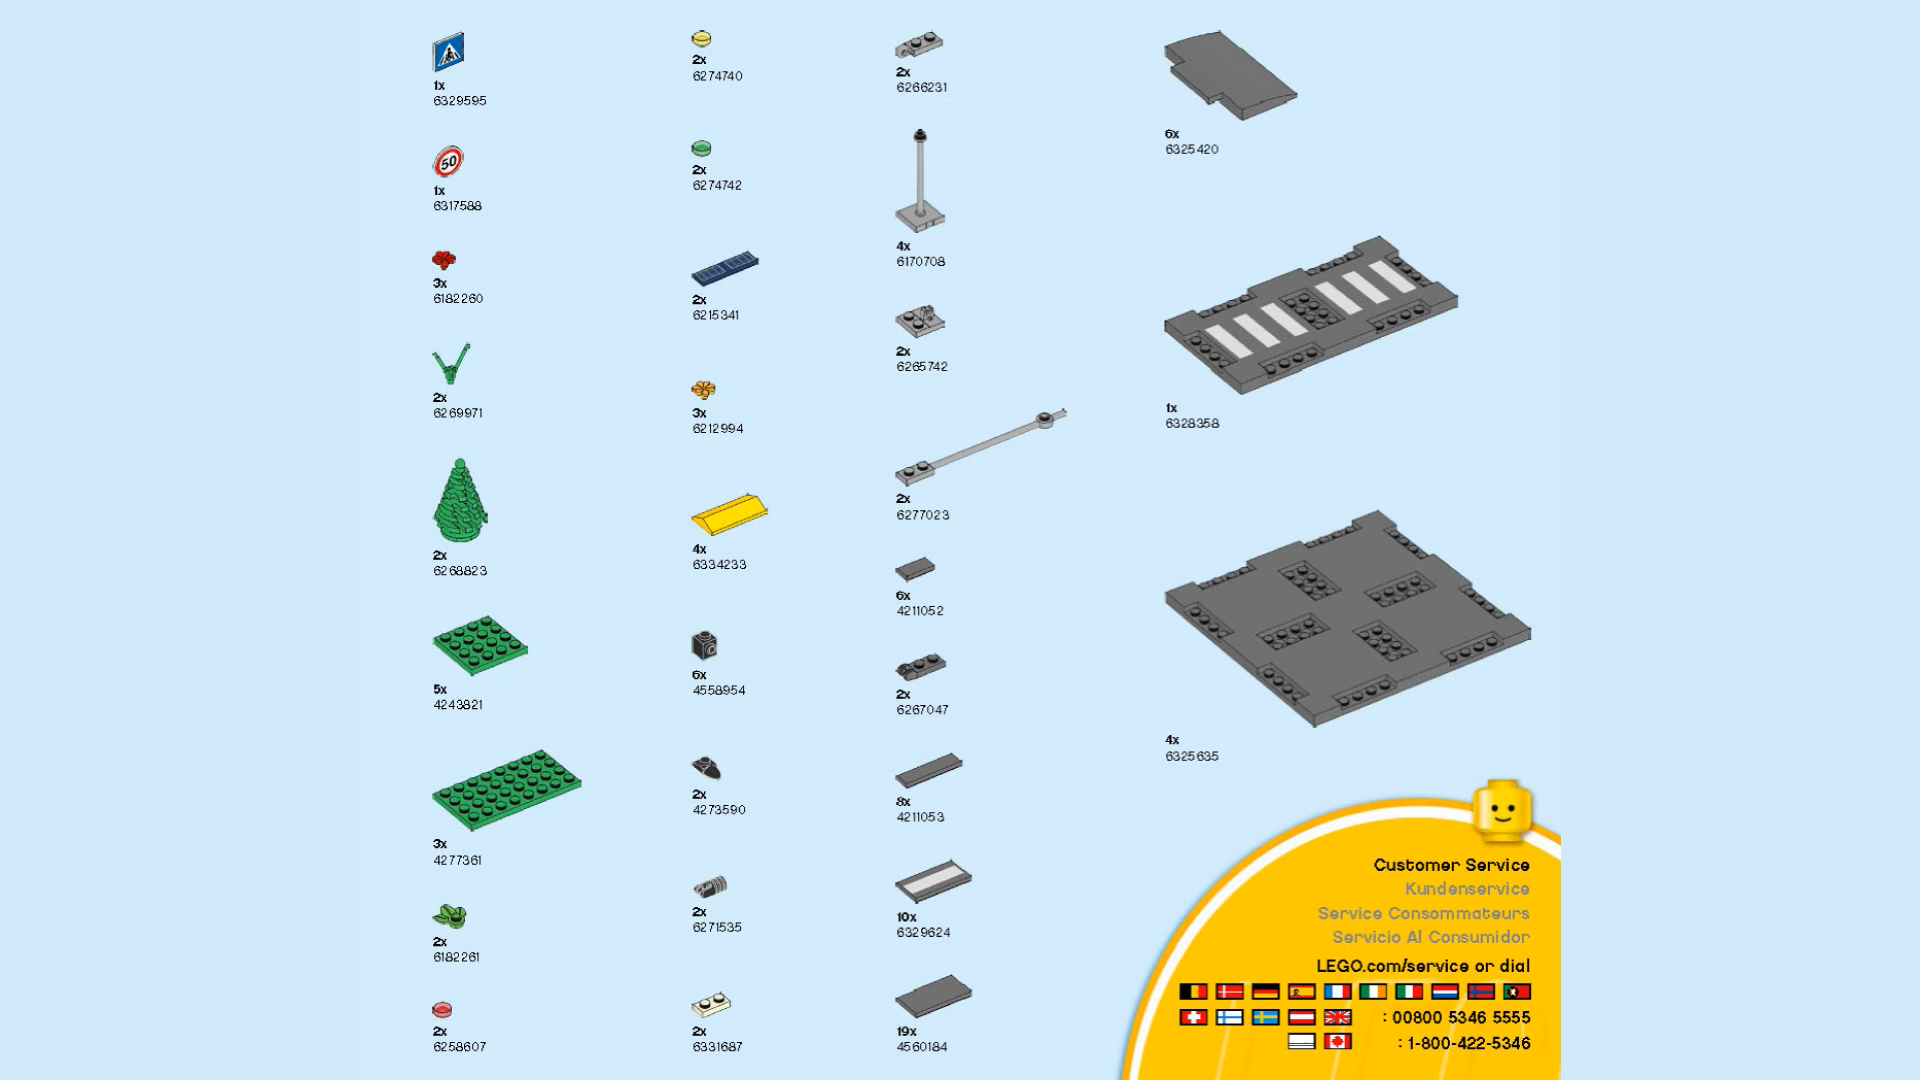 1x
6329595
50
1x
6317588
3x
6182260
2x
6269971
2x
6268823
5x
4243821
3x
4277361
2x
6182261
2x
6258607
2x
6274740
2x
6274742
2x
6215341
3x
6212994
4x
6334233
6x
4558954
2x
4273590
2x
6271535
2x
6331687
2x
6266231
4x
6170708
2x
6265742
2x
6277023
6x
4211052
2x
6267047
8x
4211053
10x
6329624
19x
4560184
6x
6325420
1x
6328358
4x
6325635
Customer Service
Kundenservice
Service Consommateurs
Servicio Al Consumidor
LEGO.com/service or dial
: 00800 5346 5555
: 1-800-422-5346